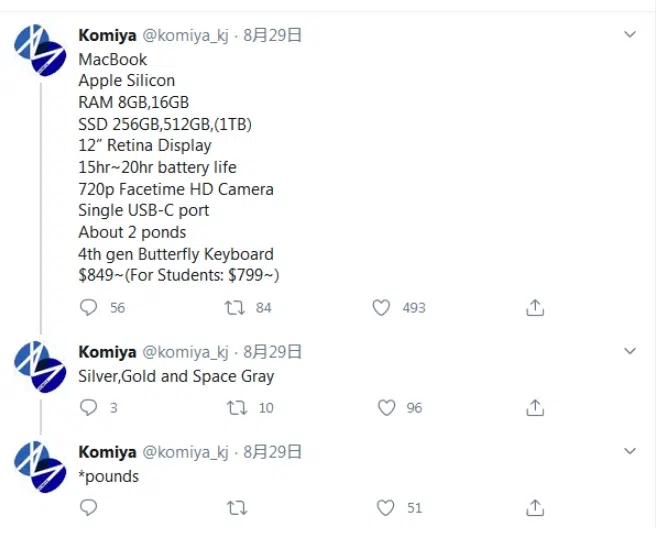 Komiya @komiya_kj · 8月29日
MacBook
Apple Silicon
RAM 8GB,16GB
SSD 256GB,512GB,(1TB)
12” Retina Display
15hr~20hr battery life
720p Facetime HD Camera
Single USB-C port
About 2 ponds
4th gen Butterfly Keyboard
$849~(For Students: $799~)
56 84 493
Komiya @komiya_kj · 8月29日
Silver,Gold and Space Gray
3 10 96
Komiya @komiya_kj · 8月29日
*pounds
51